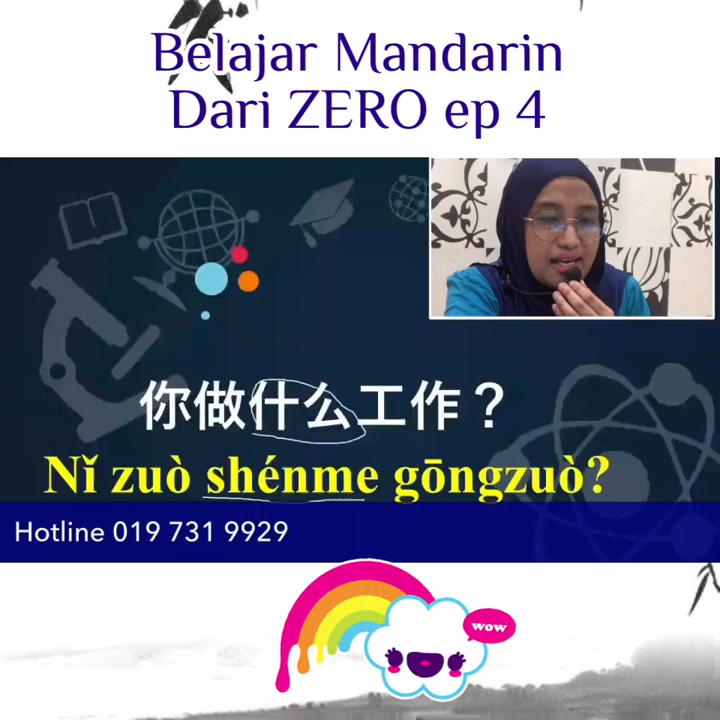 Belajar Mandarin
Dari ZERO ep 4
你做什么工作？
Nǐ zuò shénme gōngzuò?
Hotline 019 731 9929
wow